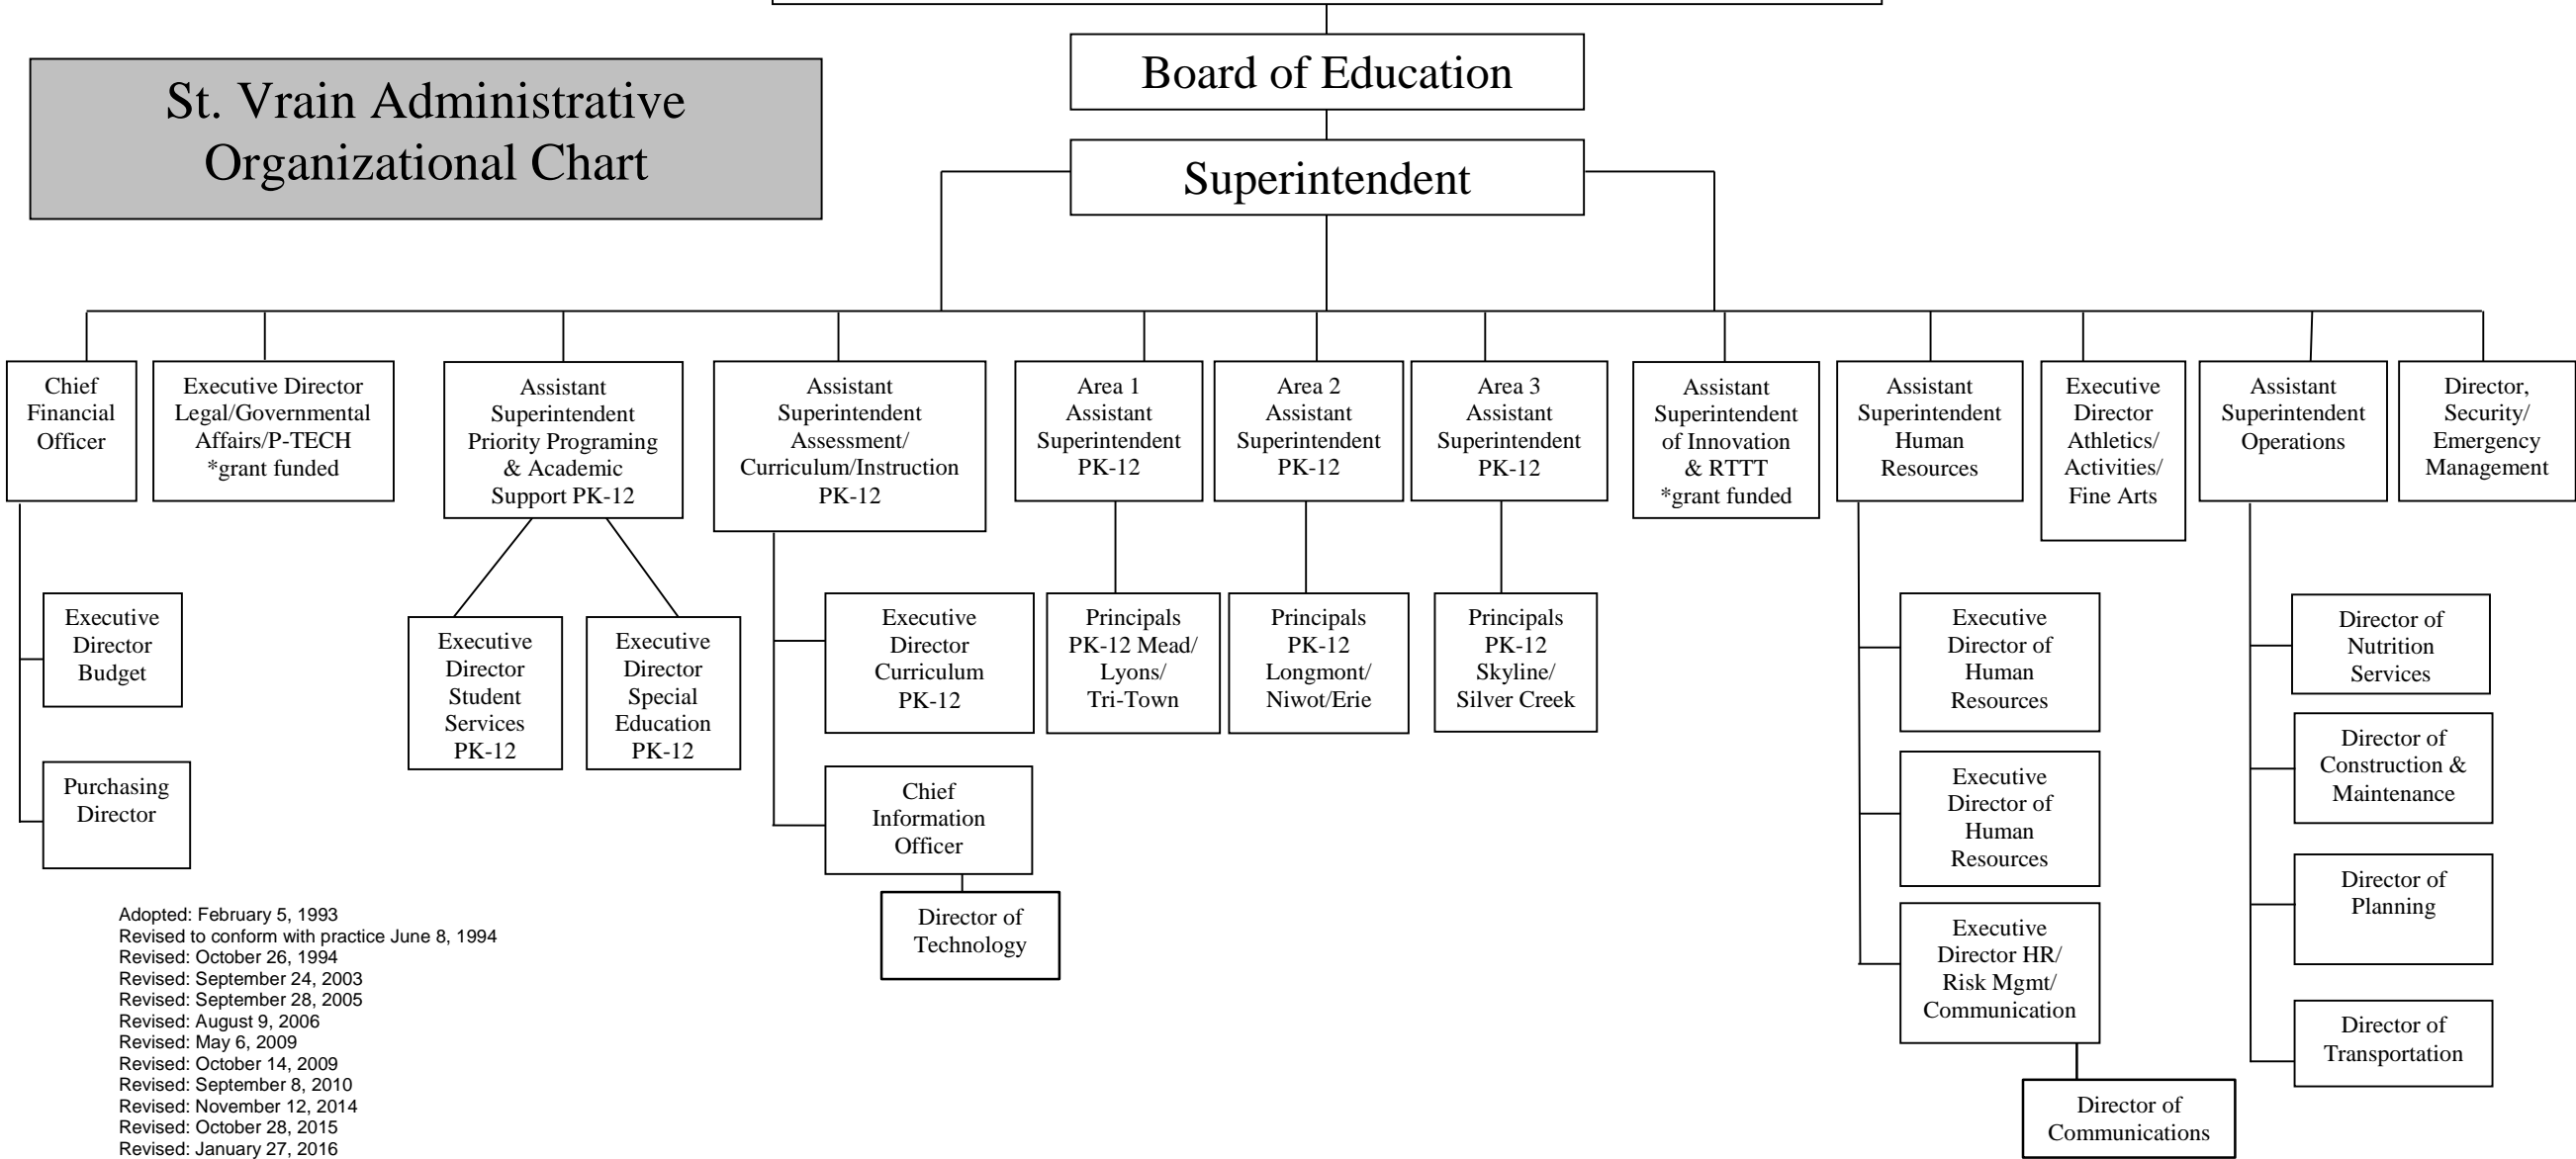 Board of Education
St. Vrain Administrative
Organizational Chart
Superintendent
Chief
Financial
Officer
Executive Director
Legal/Governmental
Affairs/P-TECH
*grant funded
Assistant
Superintendent
Priority Programing
& Academic
Support PK-12
Assistant
Superintendent
Assessment/
Curriculum/Instruction
PK-12
Area 1
Assistant
Superintendent
PK-12
Area 2
Assistant
Superintendent
PK-12
Area 3
Assistant
Superintendent
PK-12
Assistant
Superintendent
of Innovation
& RTTT
*grant funded
Assistant
Superintendent
Human
Resources
Executive
Director
Athletics/
Activities/
Fine Arts
Assistant
Superintendent
Operations
Director,
Security/
Emergency
Management
Executive
Director
Budget
Executive
Director
Student
Services
PK-12
Executive
Director
Special
Education
PK-12
Executive
Director
Curriculum
PK-12
Principals
PK-12 Mead/
Lyons/
Tri-Town
Principals
PK-12
Longmont/
Niwot/Erie
Principals
PK-12
Skyline/
Silver Creek
Executive
Director of
Human
Resources
Director of
Nutrition
Services
Purchasing
Director
Chief
Information
Officer
Executive
Director of
Human
Resources
Director of
Construction &
Maintenance
Director of
Technology
Executive
Director HR/
Risk Mgmt/
Communication
Director of
Planning
Director of
Transportation
Director of
Communications
Adopted: February 5, 1993
Revised to conform with practice June 8, 1994
Revised: October 26, 1994
Revised: September 24, 2003
Revised: September 28, 2005
Revised: August 9, 2006
Revised: May 6, 2009
Revised: October 14, 2009
Revised: September 8, 2010
Revised: November 12, 2014
Revised: October 28, 2015
Revised: January 27, 2016